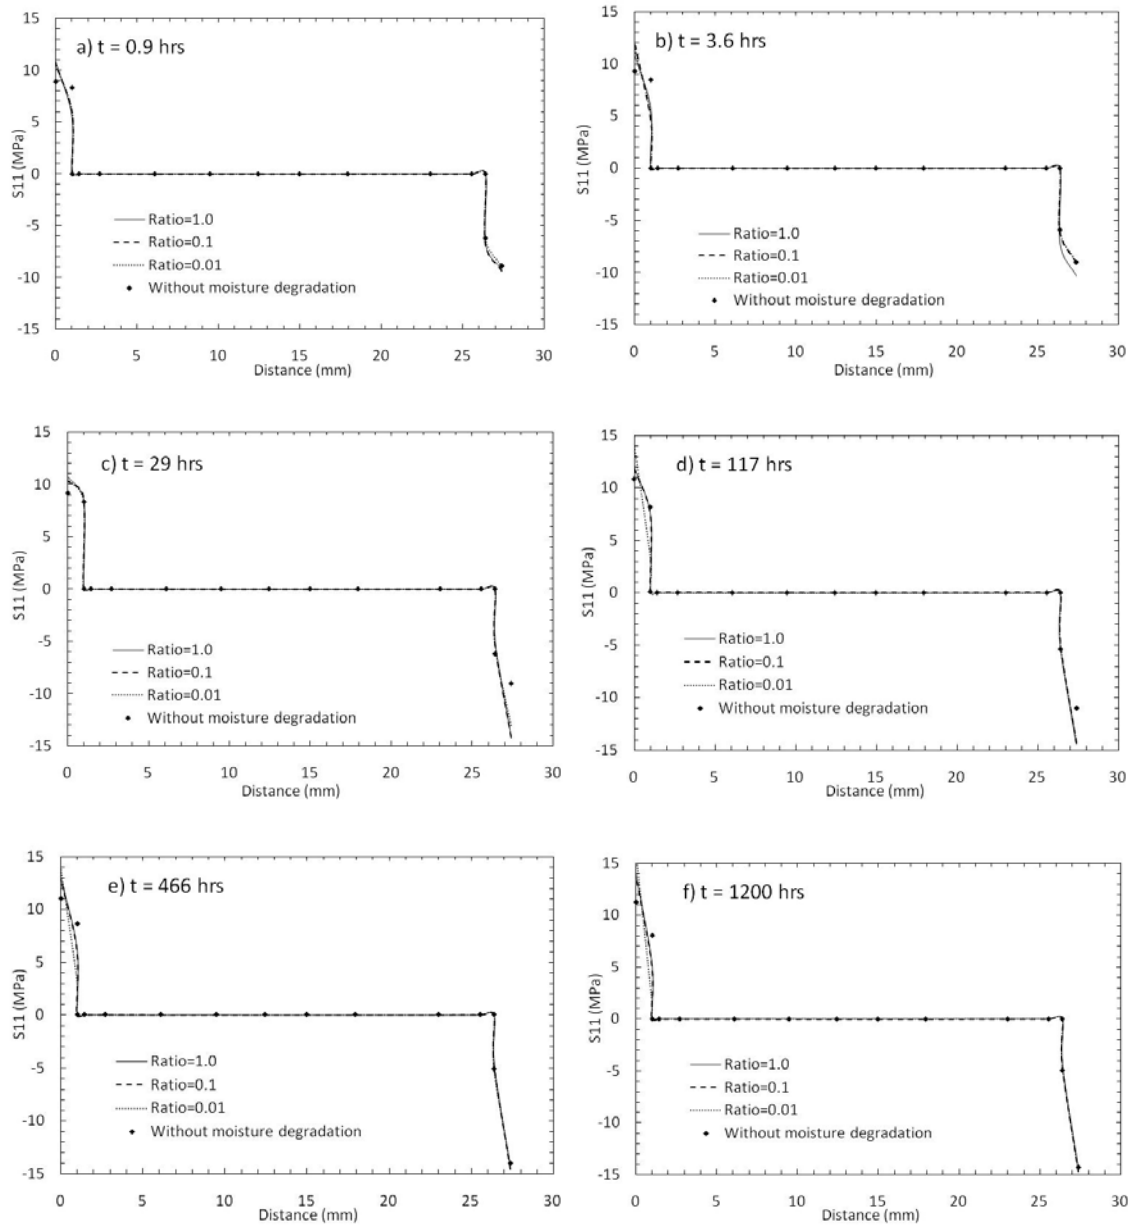 a) t = 0.9 hrs
15
10
5
0
-5
-10
-15
S11 (MPa)
Ratio=1.0
Ratio=0.1
Ratio=0.01
Without moisture degradation
0 5 10 15 20 25 30
Distance (mm)
b) t = 3.6 hrs
15
10
5
0
-5
-10
-15
S11 (MPa)
Ratio=1.0
Ratio=0.1
Ratio=0.01
Without moisture degradation
0 5 10 15 20 25 30
Distance (mm)
c) t = 29 hrs
15
10
5
0
-5
-10
-15
S11 (MPa)
Ratio=1.0
Ratio=0.1
Ratio=0.01
Without moisture degradation
0 5 10 15 20 25 30
Distance (mm)
d) t = 117 hrs
15
10
5
0
-5
-10
-15
S11 (MPa)
Ratio=1.0
Ratio=0.1
Ratio=0.01
Without moisture degradation
0 5 10 15 20 25 30
Distance (mm)
e) t = 466 hrs
15
10
5
0
-5
-10
-15
S11 (MPa)
Ratio=1.0
Ratio=0.1
Ratio=0.01
Without moisture degradation
0 5 10 15 20 25 30
Distance (mm)
f) t = 1200 hrs
15
10
5
0
-5
-10
-15
S11 (MPa)
Ratio=1.0
Ratio=0.1
Ratio=0.01
Without moisture degradation
0 5 10 15 20 25 30
Distance (mm)